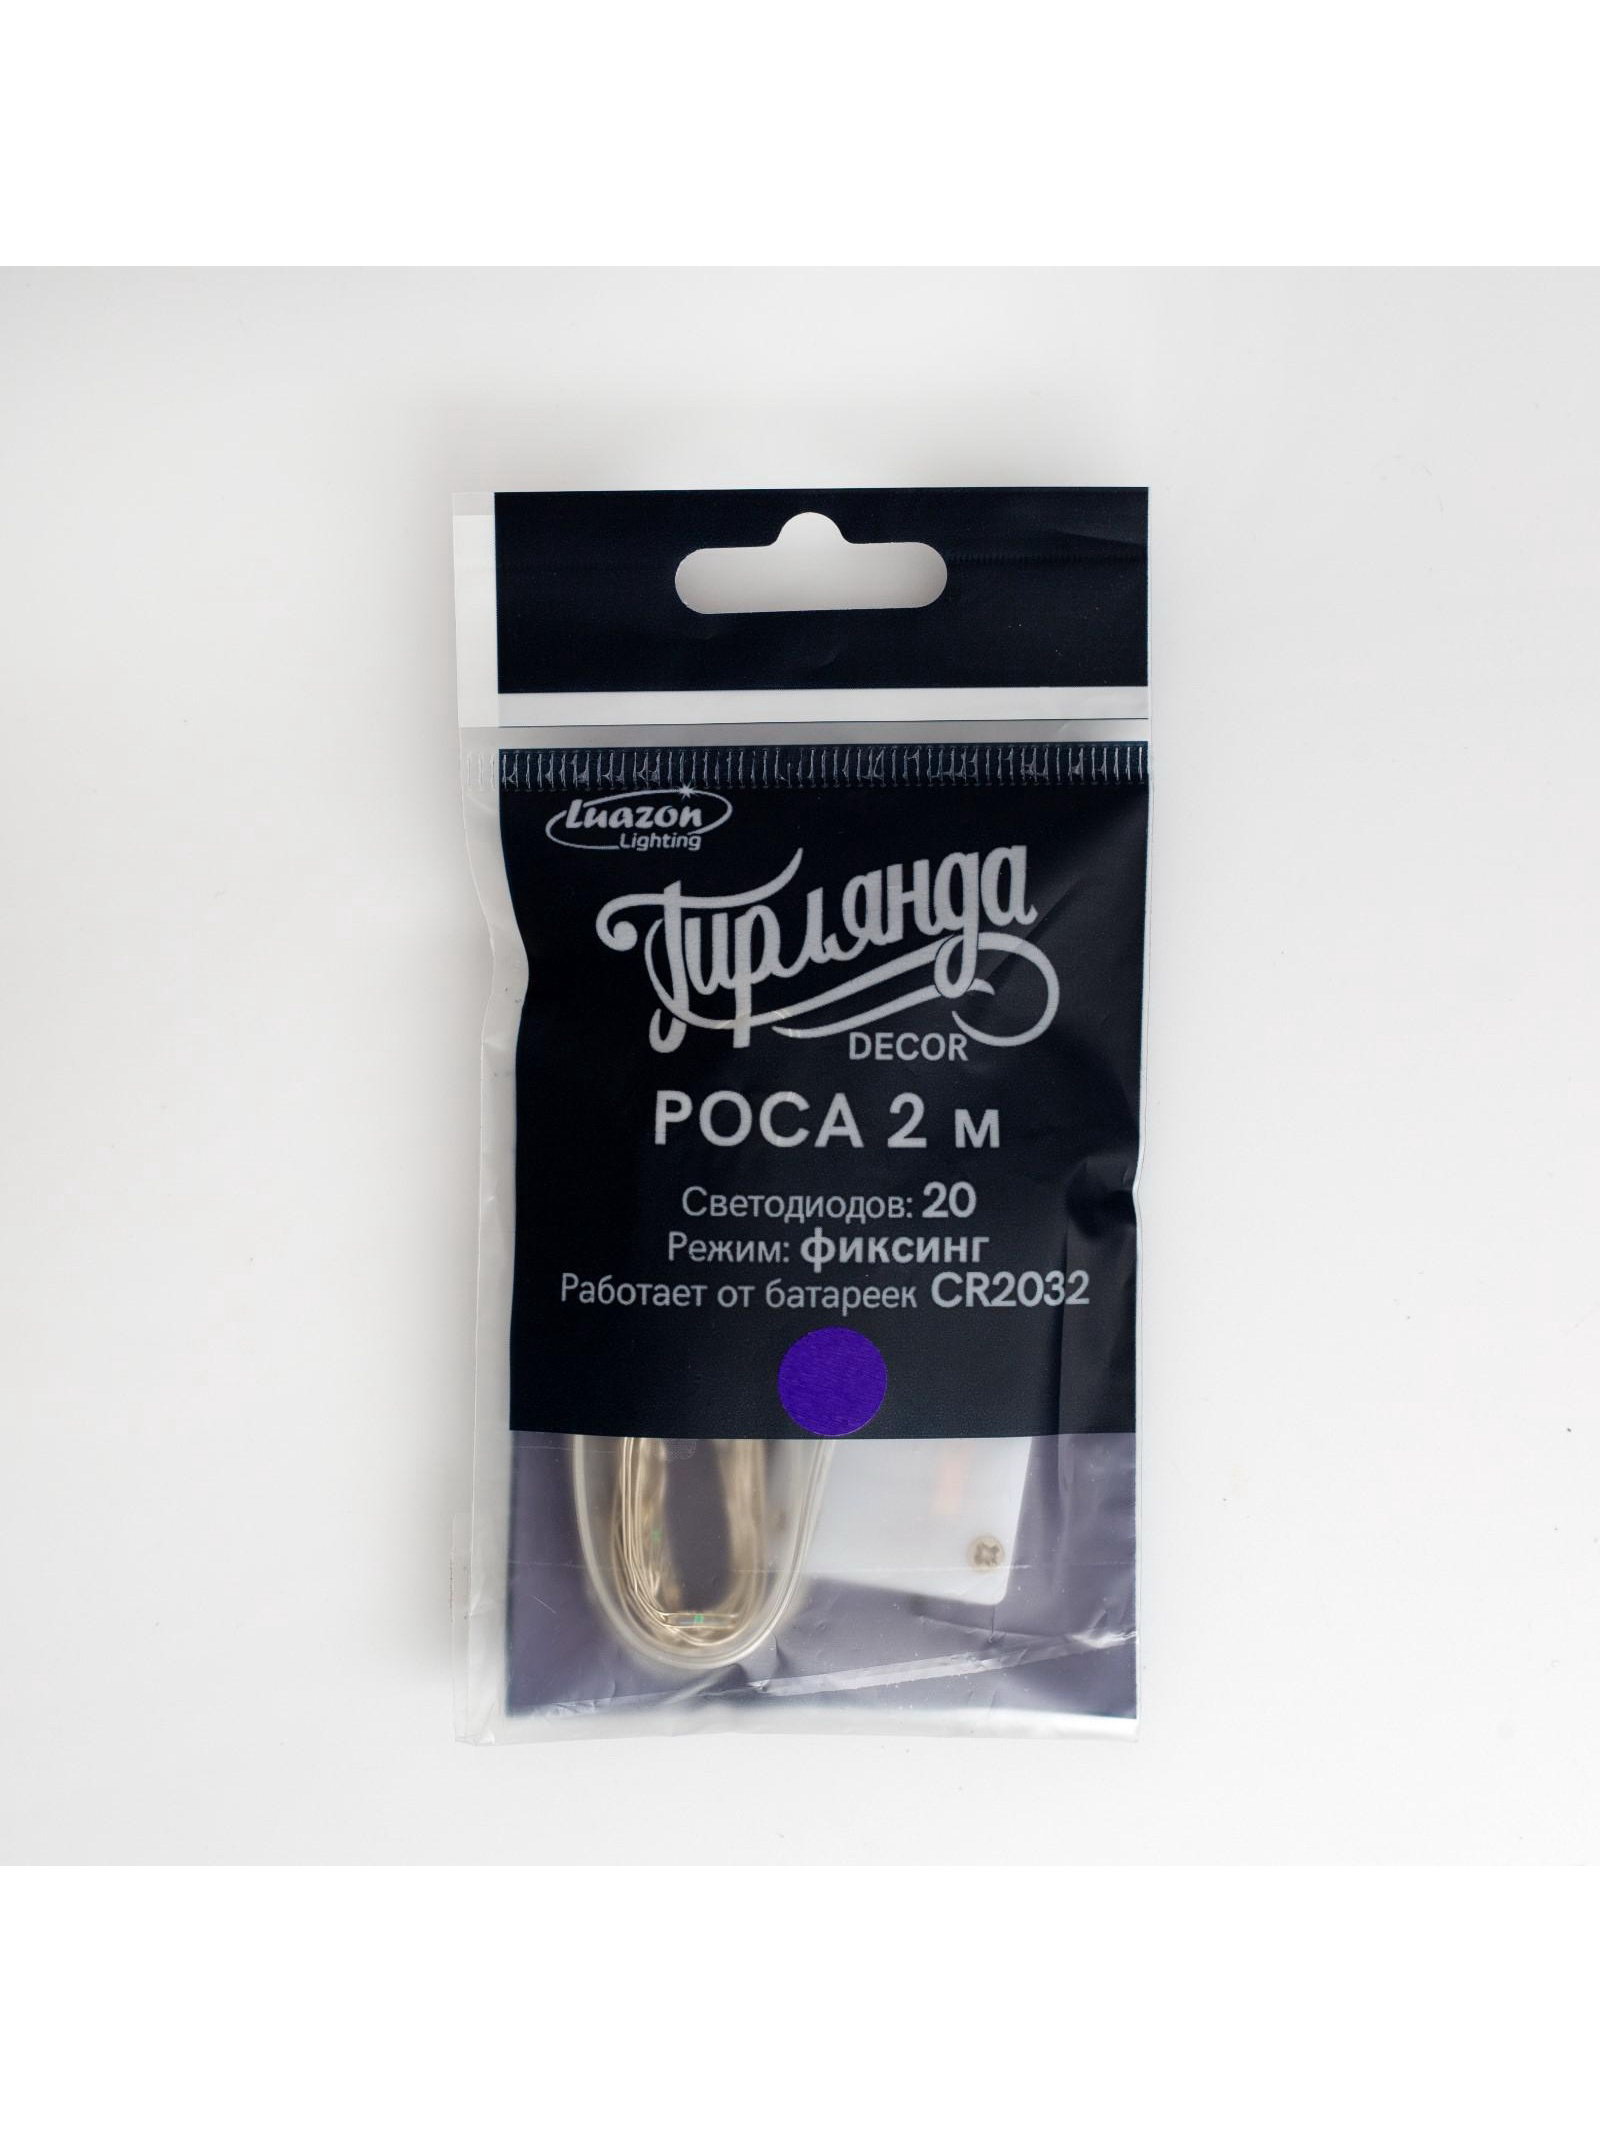 Luazon
Lighting
Гирлянда
DECOR
РОСА 2 м
Светодиодов: 20
Режим: фиксинг
Работает от батареек CR2032